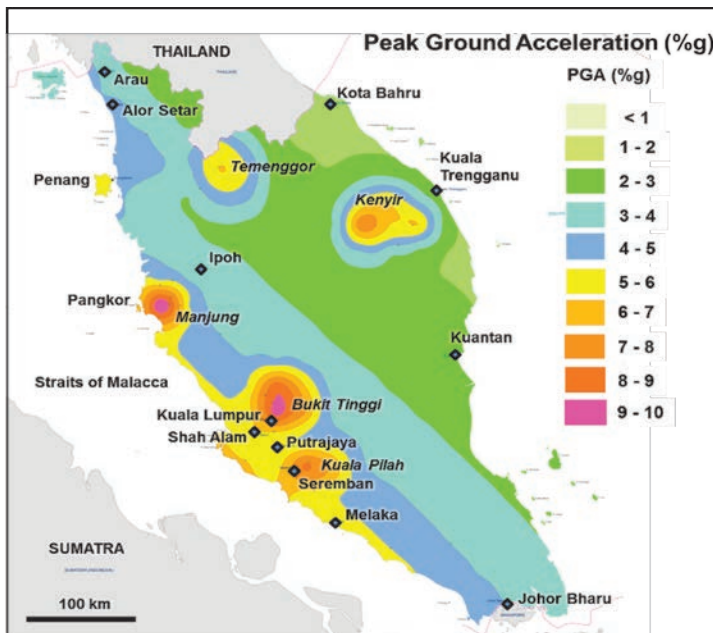 THAILAND
Peak Ground Acceleration (%g)
PGA (%g)
Arau
Alor Setar
Kota Bahru
< 1
1 - 2
2 - 3
3 - 4
4 - 5
5 - 6
6 - 7
7 - 8
8 - 9
9 - 10
Temenggor
Kuala
Trengganu
Penang
Kenyir
Ipoh
Pangkor
Manjung
Kuantan
Straits of Malacca
Bukit Tinggi
Kuala Lumpur
Shah Alam
Putrajaya
Kuala Pilah
Seremban
Melaka
SUMATRA
Johor Bharu
100 km